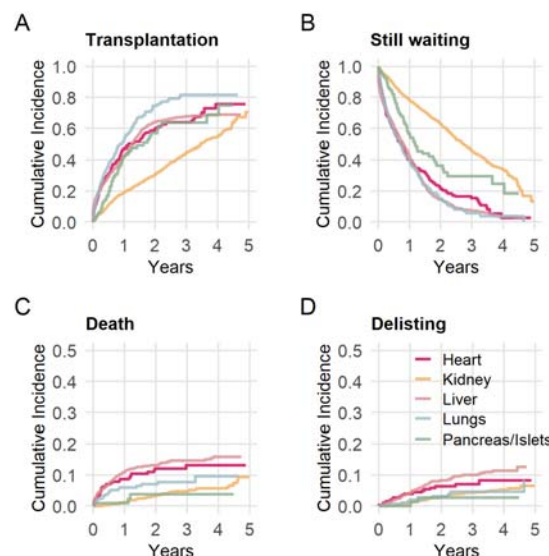 A
Transplantation
Cumulative Incidence
1.0
0.8
0.6
0.4
0.2
0.0
0 1 2 3 4 5
Years
B
Still waiting
Cumulative Incidence
1.0
0.8
0.6
0.4
0.2
0.0
0 1 2 3 4 5
Years
C
Death
Cumulative Incidence
0.5
0.4
0.3
0.2
0.1
0.0
0 1 2 3 4 5
Years
D
Delisting
Cumulative Incidence
0.5
0.4
0.3
0.2
0.1
0.0
0 1 2 3 4 5
Years
Heart
Kidney
Liver
Lungs
Pancreas/Islets